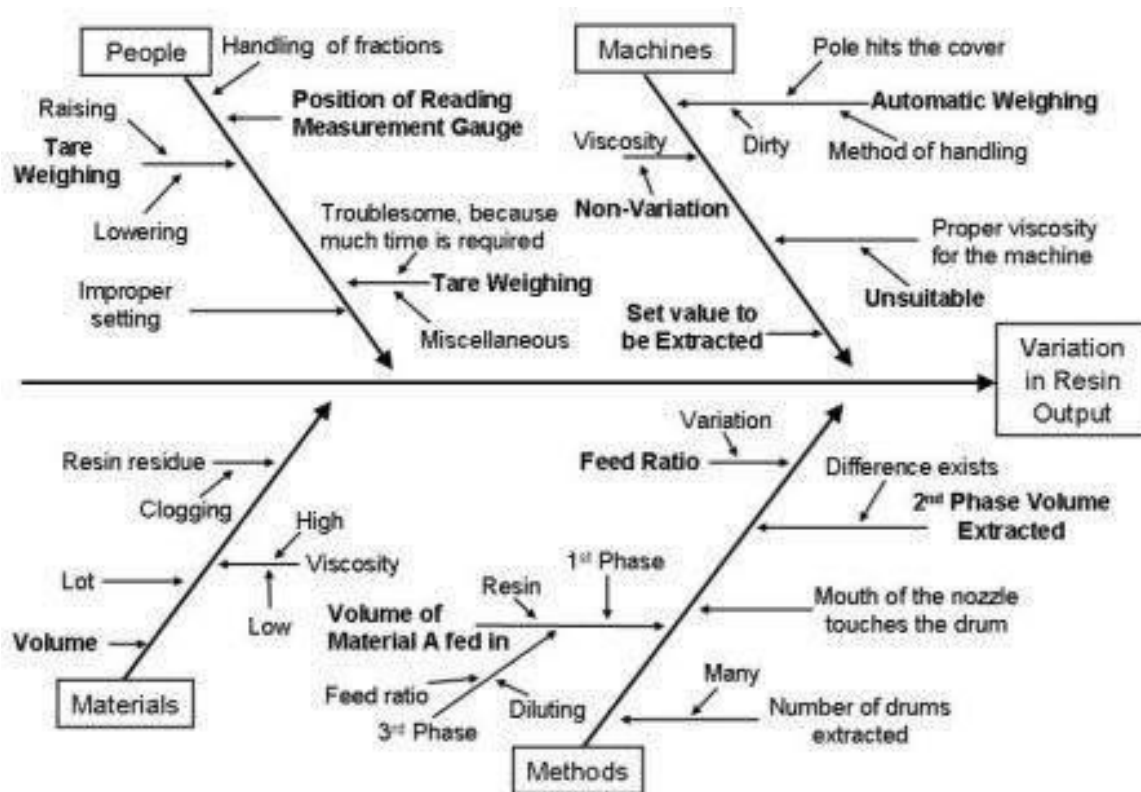 People
Handling of fractions
Position of Reading
Measurement Gauge
Raising
Tare
Weighing
Lowering
Troublesome, because
much time is required
Tare Weighing
Miscellaneous
Improper
setting
Machines
Pole hits the cover
Automatic Weighing
Dirty
Method of handling
Viscosity
Non-Variation
Proper viscosity
for the machine
Unsuitable
Set value to
be Extracted
Variation
in Resin
Output
Resin residue
Clogging
High
Viscosity
Low
Lot
Volume
Materials
Variation
Feed Ratio
Difference exists
2nd Phase Volume
Extracted
1st Phase
Resin
Volume of
Material A fed in
Feed ratio
3rd Phase
Diluting
Mouth of the nozzle
touches the drum
Many
Number of drums
extracted
Methods